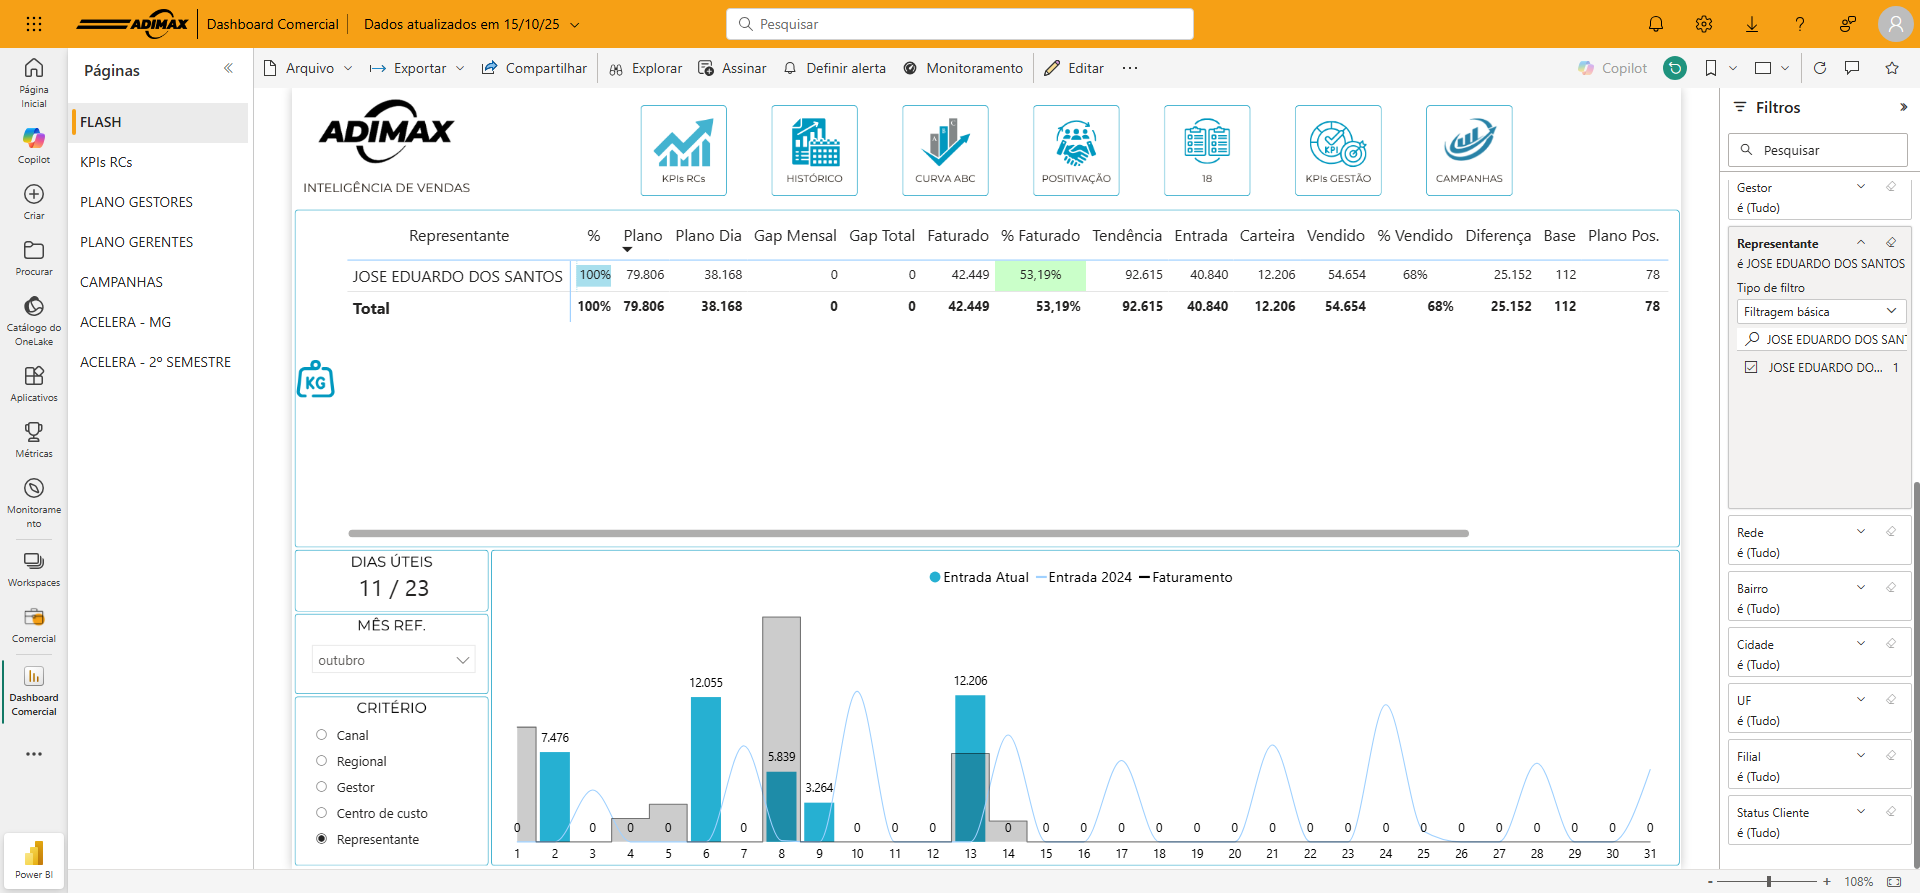 ADIMAX
Dashboard Comercial
Dados atualizados em 15/10/25
Pesquisar
Página Inicial
Copilot
Criar
Procurar
Catálogo do OneLake
Aplicativos
Métricas
Monitoramento
Workspaces
Comercial
Dashboard Comercial
Power BI
Páginas
FLASH
KPIs RCs
PLANO GESTORES
PLANO GERENTES
CAMPANHAS
ACELERA - MG
ACELERA - 2º SEMESTRE
Arquivo
Exportar
Compartilhar
Explorar
Assinar
Definir alerta
Monitoramento
Editar
Copilot
ADIMAX
INTELIGÊNCIA DE VENDAS
KPIs RCs
HISTÓRICO
A B C
CURVA ABC
POSITIVAÇÃO
18
KPI
KPIs GESTÃO
CAMPANHAS
Representante % Plano Plano Dia Gap Mensal Gap Total Faturado % Faturado Tendência Entrada Carteira Vendido % Vendido Diferença Base Plano Pos.
JOSE EDUARDO DOS SANTOS 100% 79.806 38.168 0 0 42.449 53,19% 92.615 40.840 12.206 54.654 68% 25.152 112 78
Total 100% 79.806 38.168 0 0 42.449 53,19% 92.615 40.840 12.206 54.654 68% 25.152 112 78
KG
DIAS ÚTEIS
11 / 23
MÊS REF.
outubro
CRITÉRIO
Canal
Regional
Gestor
Centro de custo
Representante
Entrada Atual Entrada 2024 Faturamento
0 7.476 0 0 0 12.055 0 5.839 3.264 0 0 0 12.206 0 0 0 0 0 0 0 0 0 0 0 0 0 0 0 0 0 0
1 2 3 4 5 6 7 8 9 10 11 12 13 14 15 16 17 18 19 20 21 22 23 24 25 26 27 28 29 30 31
Filtros
Pesquisar
Gestor
é (Tudo)
Representante
é JOSE EDUARDO DOS SANTOS
Tipo de filtro
Filtragem básica
JOSE EDUARDO DOS SANT
JOSE EDUARDO DO... 1
Rede
é (Tudo)
Bairro
é (Tudo)
Cidade
é (Tudo)
UF
é (Tudo)
Filial
é (Tudo)
Status Cliente
é (Tudo)
- + 108%